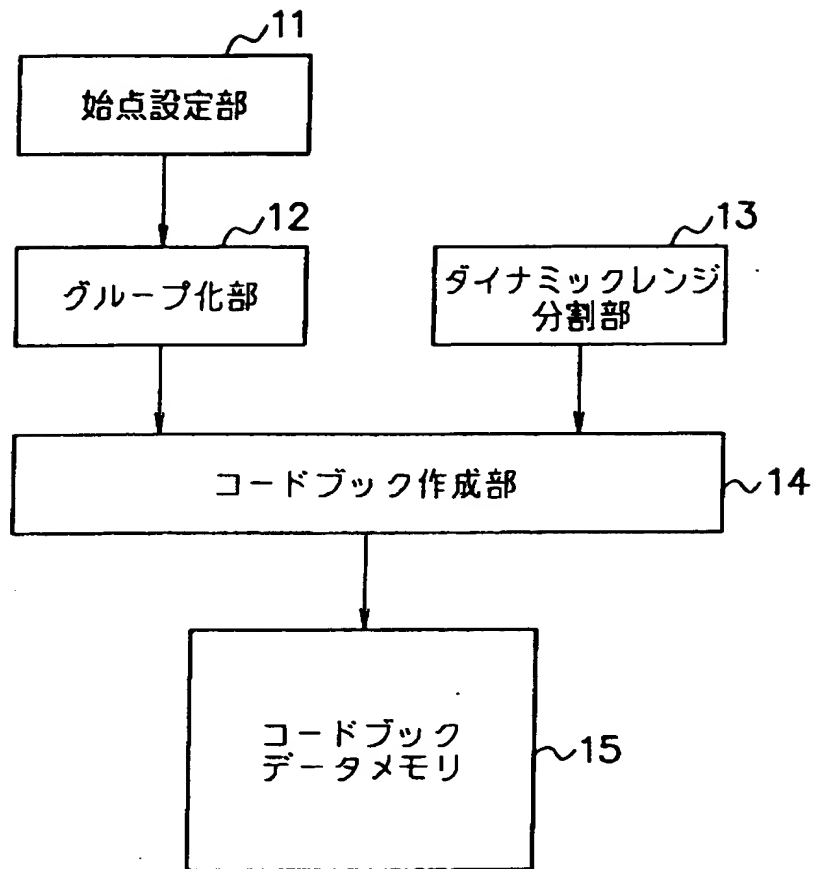 11
始点設定部
12
グループ化部
13
ダイナミックレンジ
分割部
コードブック作成部
14
コードブック
データメモリ
15